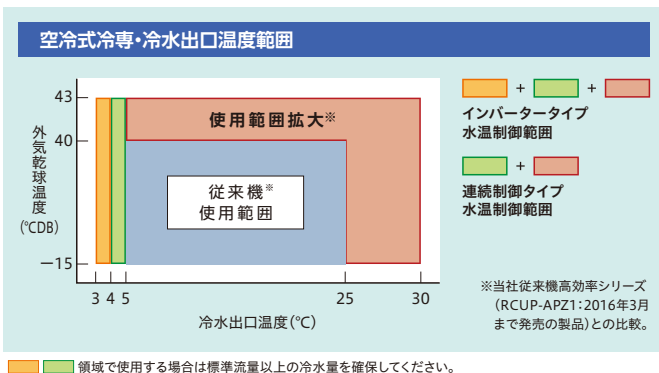 空冷式冷専・冷水出口温度範囲
43
40
−15
外気乾球温度
(℃DB)
使用範囲拡大※
従来機※
使用範囲
3 4 5 25 30
冷水出口温度(℃)
+ +
インバータータイプ
水温制御範囲
+
連続制御タイプ
水温制御範囲
※当社従来機高効率シリーズ
(RCUP-APZ1:2016年3月
まで発売の製品)との比較。
領域で使用する場合は標準流量以上の冷水量を確保してください。